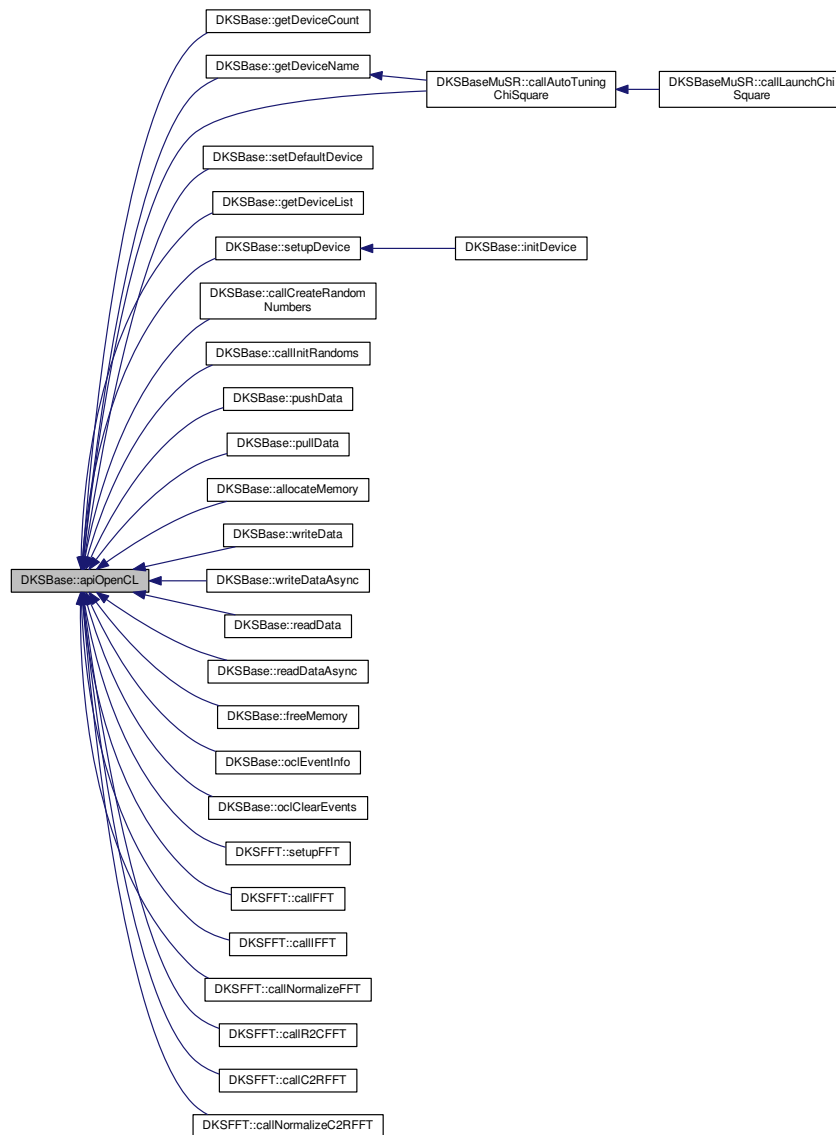 DKSBase::getDeviceCount
DKSBase::getDeviceName
DKSBaseMuSR::callAutoTuning
ChiSquare
DKSBaseMuSR::callLaunchChi
Square
DKSBase::setDefaultDevice
DKSBase::getDeviceList
DKSBase::setupDevice
DKSBase::initDevice
DKSBase::callCreateRandom
Numbers
DKSBase::callInitRandoms
DKSBase::pushData
DKSBase::pullData
DKSBase::allocateMemory
DKSBase::writeData
DKSBase::apiOpenCL
DKSBase::writeDataAsync
DKSBase::readData
DKSBase::readDataAsync
DKSBase::freeMemory
DKSBase::oclEventInfo
DKSBase::oclClearEvents
DKSFFT::setupFFT
DKSFFT::callFFT
DKSFFT::callIFFT
DKSFFT::callNormalizeFFT
DKSFFT::callR2CFFT
DKSFFT::callC2RFFT
DKSFFT::callNormalizeC2RFFT